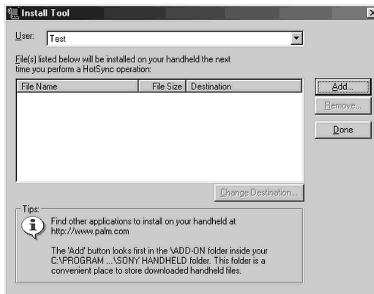 Install Tool
User: Test
File(s) listed below will be installed on your handheld the next
time you perform a HotSync operation:
File Name File Size Destination
Add...
Remove...
Done
Change Destination...
Tips:
Find other applications to install on your handheld at
http://www.palm.com
The 'Add' button looks first in the \ADD-ON folder inside your
C:\PROGRAM ...\SONY HANDHELD folder. This folder is a
convenient place to store downloaded handheld files.